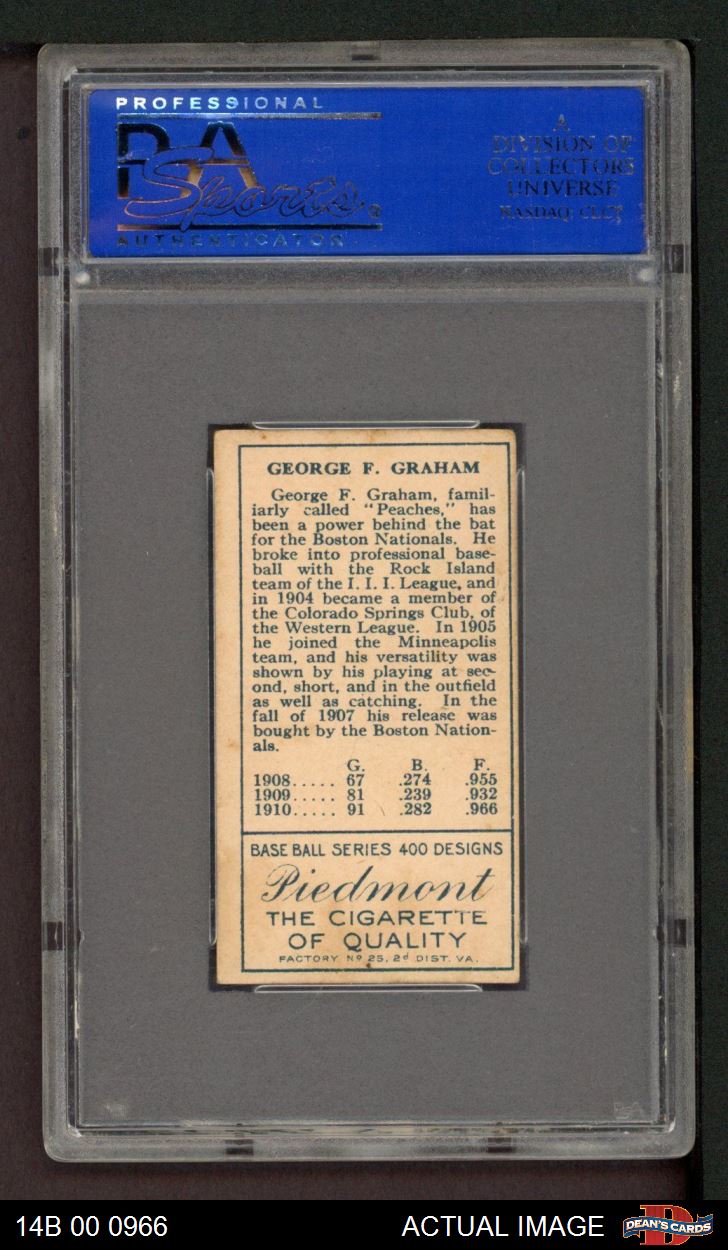 PROFESSIONAL
PSA
Sports
AUTHENTICATOR
A
DIVISION OF
COLLECTORS
UNIVERSE
NASDAQ: CLCT
GEORGE F. GRAHAM
George F. Graham, famil-
iarly called "Peaches," has
been a power behind the bat
for the Boston Nationals. He
broke into professional base-
ball with the Rock Island
team of the I. I. I. League, and
in 1904 became a member of
the Colorado Springs Club, of
the Western League. In 1905
he joined the Minneapolis
team, and his versatility was
shown by his playing at sec-
ond, short, and in the outfield
as well as catching. In the
fall of 1907 his release was
bought by the Boston Nation-
als.
G. B. F.
1908..... 67 .274 .955
1909..... 81 .239 .932
1910..... 91 .282 .966
BASE BALL SERIES 400 DESIGNS
Piedmont
THE CIGARETTE
OF QUALITY
FACTORY Nº 25, 2d DIST. VA.
PSA
14B 00 0966
ACTUAL IMAGE
D
DEAN'S CARDS